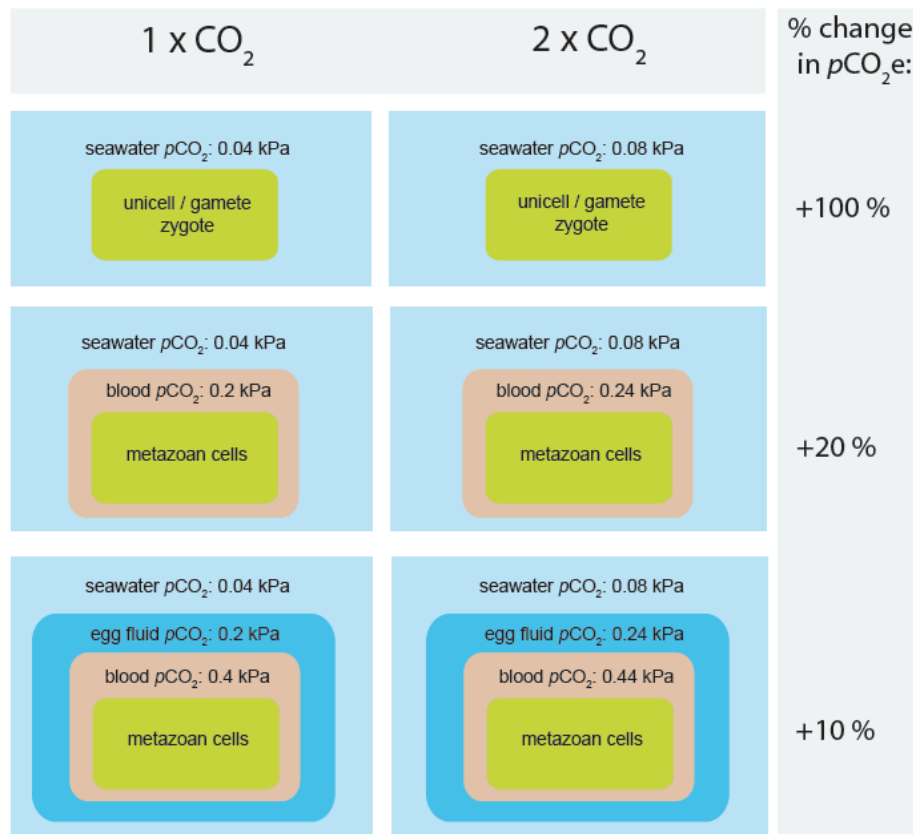 1 x CO₂
2 x CO₂
% change
in pCO₂e:
seawater pCO₂: 0.04 kPa
unicell / gamete
zygote
seawater pCO₂: 0.08 kPa
unicell / gamete
zygote
+100 %
seawater pCO₂: 0.04 kPa
blood pCO₂: 0.2 kPa
metazoan cells
seawater pCO₂: 0.08 kPa
blood pCO₂: 0.24 kPa
metazoan cells
+20 %
seawater pCO₂: 0.04 kPa
egg fluid pCO₂: 0.2 kPa
blood pCO₂: 0.4 kPa
metazoan cells
seawater pCO₂: 0.08 kPa
egg fluid pCO₂: 0.24 kPa
blood pCO₂: 0.44 kPa
metazoan cells
+10 %